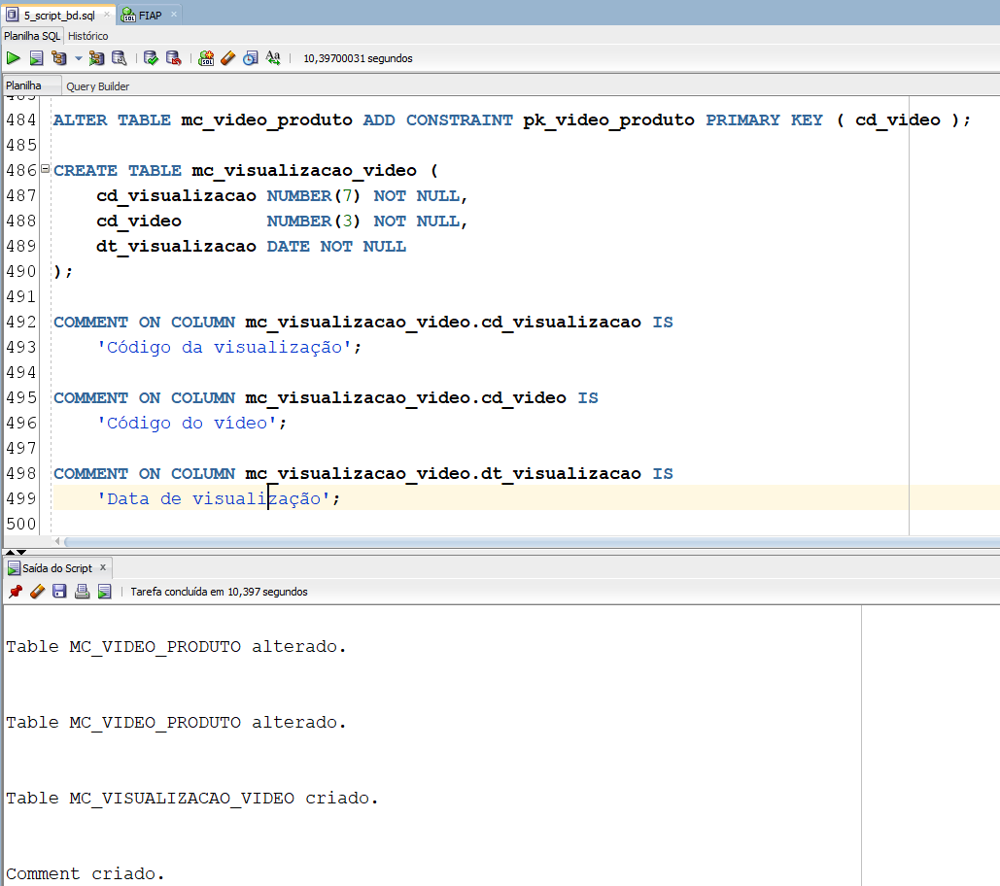 5_script_bd.sql
FIAP
Planilha SQL Histórico
10,39700031 segundos
Planilha Query Builder
483
484 ALTER TABLE mc_video_produto ADD CONSTRAINT pk_video_produto PRIMARY KEY ( cd_video );
485
486 CREATE TABLE mc_visualizacao_video (
487     cd_visualizacao NUMBER(7) NOT NULL,
488     cd_video        NUMBER(3) NOT NULL,
489     dt_visualizacao DATE NOT NULL
490 );
491
492 COMMENT ON COLUMN mc_visualizacao_video.cd_visualizacao IS
493     'Código da visualização';
494
495 COMMENT ON COLUMN mc_visualizacao_video.cd_video IS
496     'Código do vídeo';
497
498 COMMENT ON COLUMN mc_visualizacao_video.dt_visualizacao IS
499     'Data de visualização';
500
Saída do Script x
Tarefa concluída em 10,397 segundos
Table MC_VIDEO_PRODUTO alterado.
Table MC_VIDEO_PRODUTO alterado.
Table MC_VISUALIZACAO_VIDEO criado.
Comment criado.